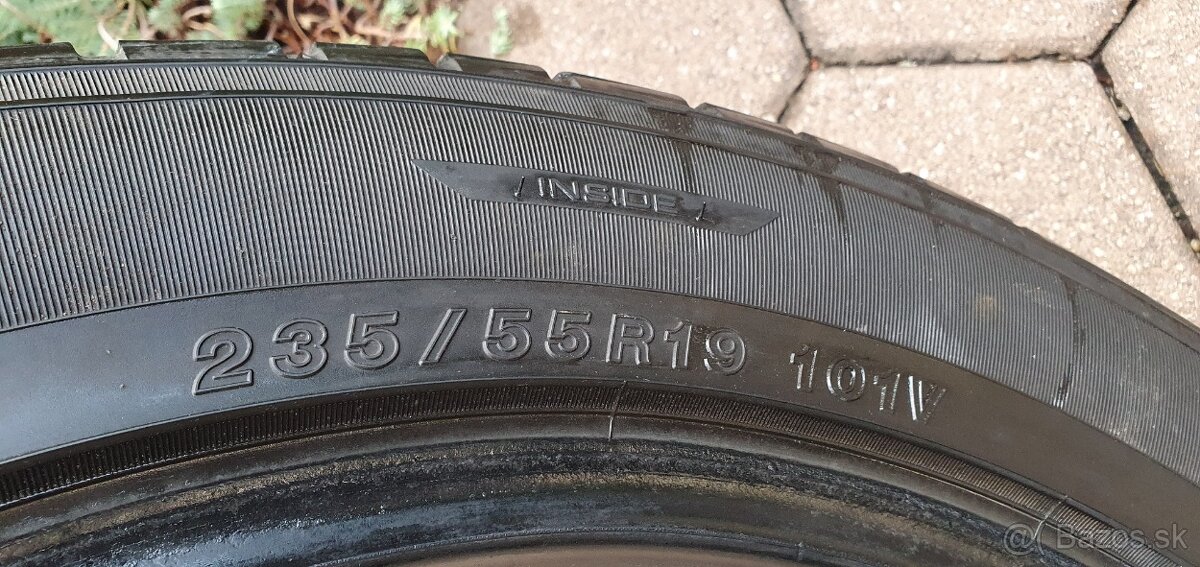 INSIDE
235/55R19 101V
@ Bazos.sk